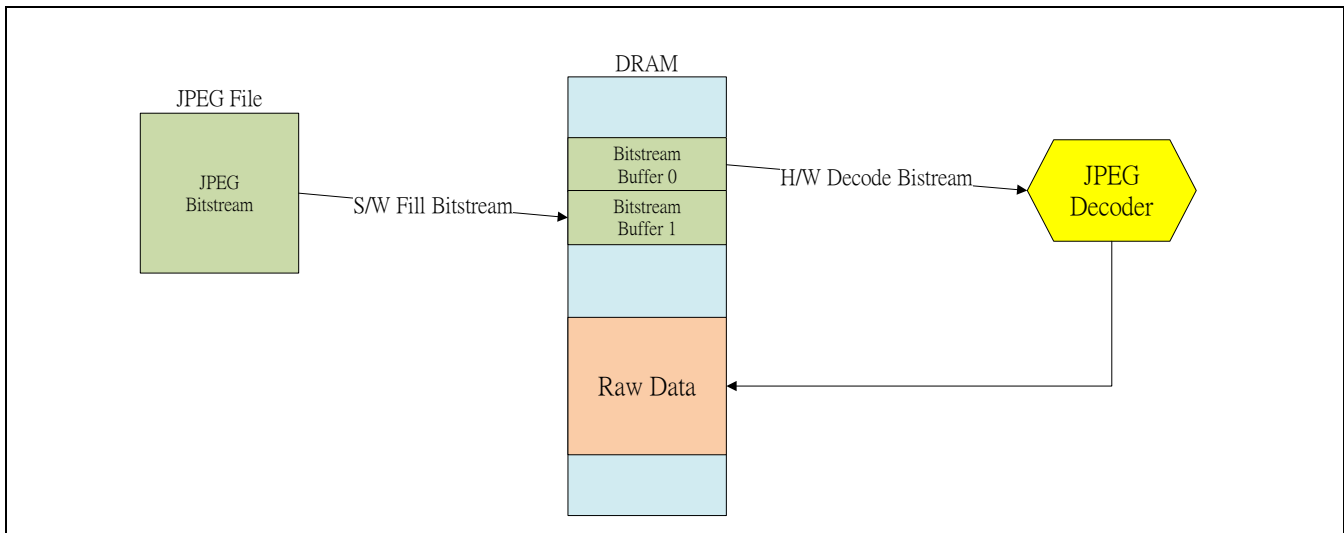 DRAM
JPEG File
JPEG
Bitstream
S/W Fill Bitstream
Bitstream
Buffer 0
Bitstream
Buffer 1
H/W Decode Bistream
JPEG
Decoder
Raw Data